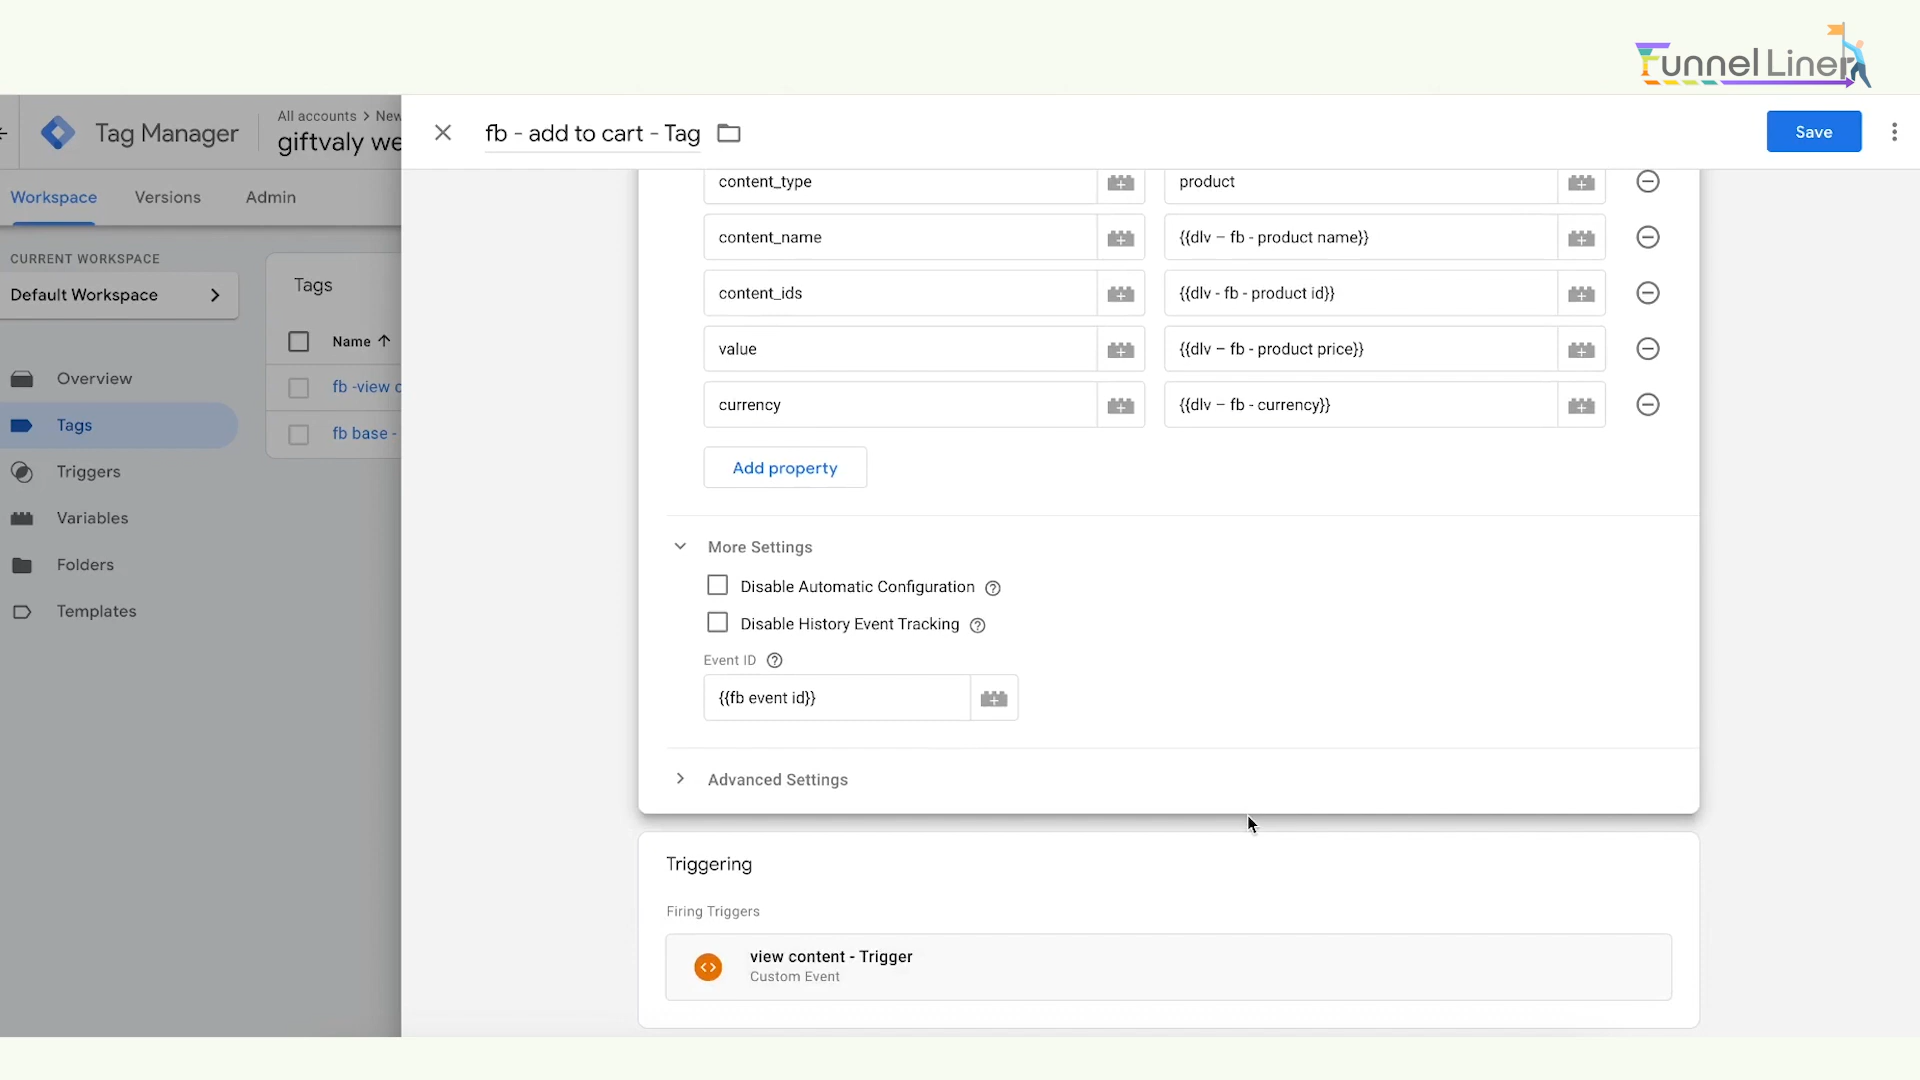 Funnel Liner
All accounts > New
Tag Manager
giftvaly we
fb - add to cart - Tag
Save
Workspace
Versions
Admin
CURRENT WORKSPACE
Default Workspace
Overview
Tags
Triggers
Variables
Folders
Templates
Tags
Name
fb -view c
fb base -
content_type
product
content_name
{{dlv – fb - product name}}
content_ids
{{dlv - fb - product id}}
value
{{dlv – fb - product price}}
currency
{{dlv – fb - currency}}
Add property
More Settings
Disable Automatic Configuration
Disable History Event Tracking
Event ID
{{fb event id}}
Advanced Settings
Triggering
Firing Triggers
view content - Trigger
Custom Event